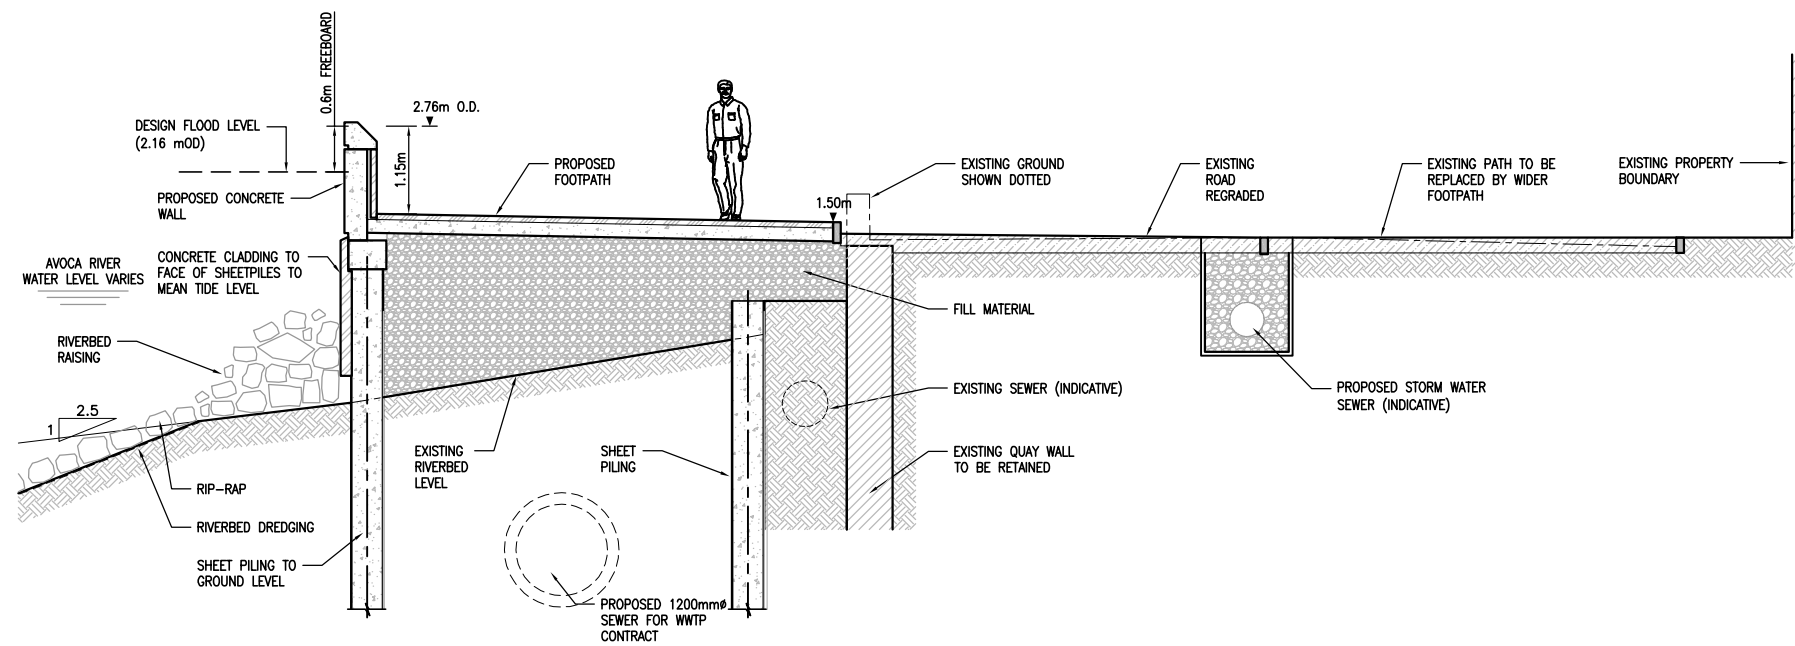 0.6m FREEBOARD
2.76m O.D.
DESIGN FLOOD LEVEL
(2.16 mOD)
1.15m
PROPOSED
FOOTPATH
EXISTING GROUND
SHOWN DOTTED
EXISTING
ROAD
REGRADED
EXISTING PATH TO BE
REPLACED BY WIDER
FOOTPATH
EXISTING PROPERTY
BOUNDARY
PROPOSED CONCRETE
WALL
1.50m
AVOCA RIVER
WATER LEVEL VARIES
CONCRETE CLADDING TO
FACE OF SHEETPILES TO
MEAN TIDE LEVEL
FILL MATERIAL
RIVERBED
RAISING
EXISTING SEWER (INDICATIVE)
PROPOSED STORM WATER
SEWER (INDICATIVE)
2.5
1
EXISTING
RIVERBED
LEVEL
SHEET
PILING
EXISTING QUAY WALL
TO BE RETAINED
RIP-RAP
RIVERBED DREDGING
SHEET PILING TO
GROUND LEVEL
PROPOSED 1200mmø
SEWER FOR WWTP
CONTRACT